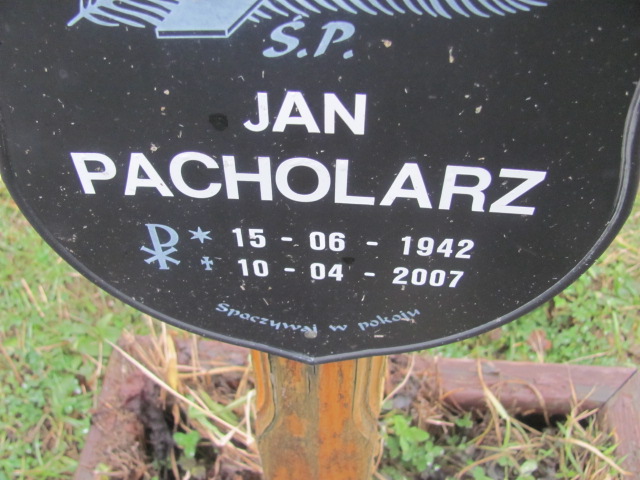 Ś.P.
JAN
PACHOLARZ
* 15 - 06 - 1942
✝ 10 - 04 - 2007
Spoczywaj w pokoju